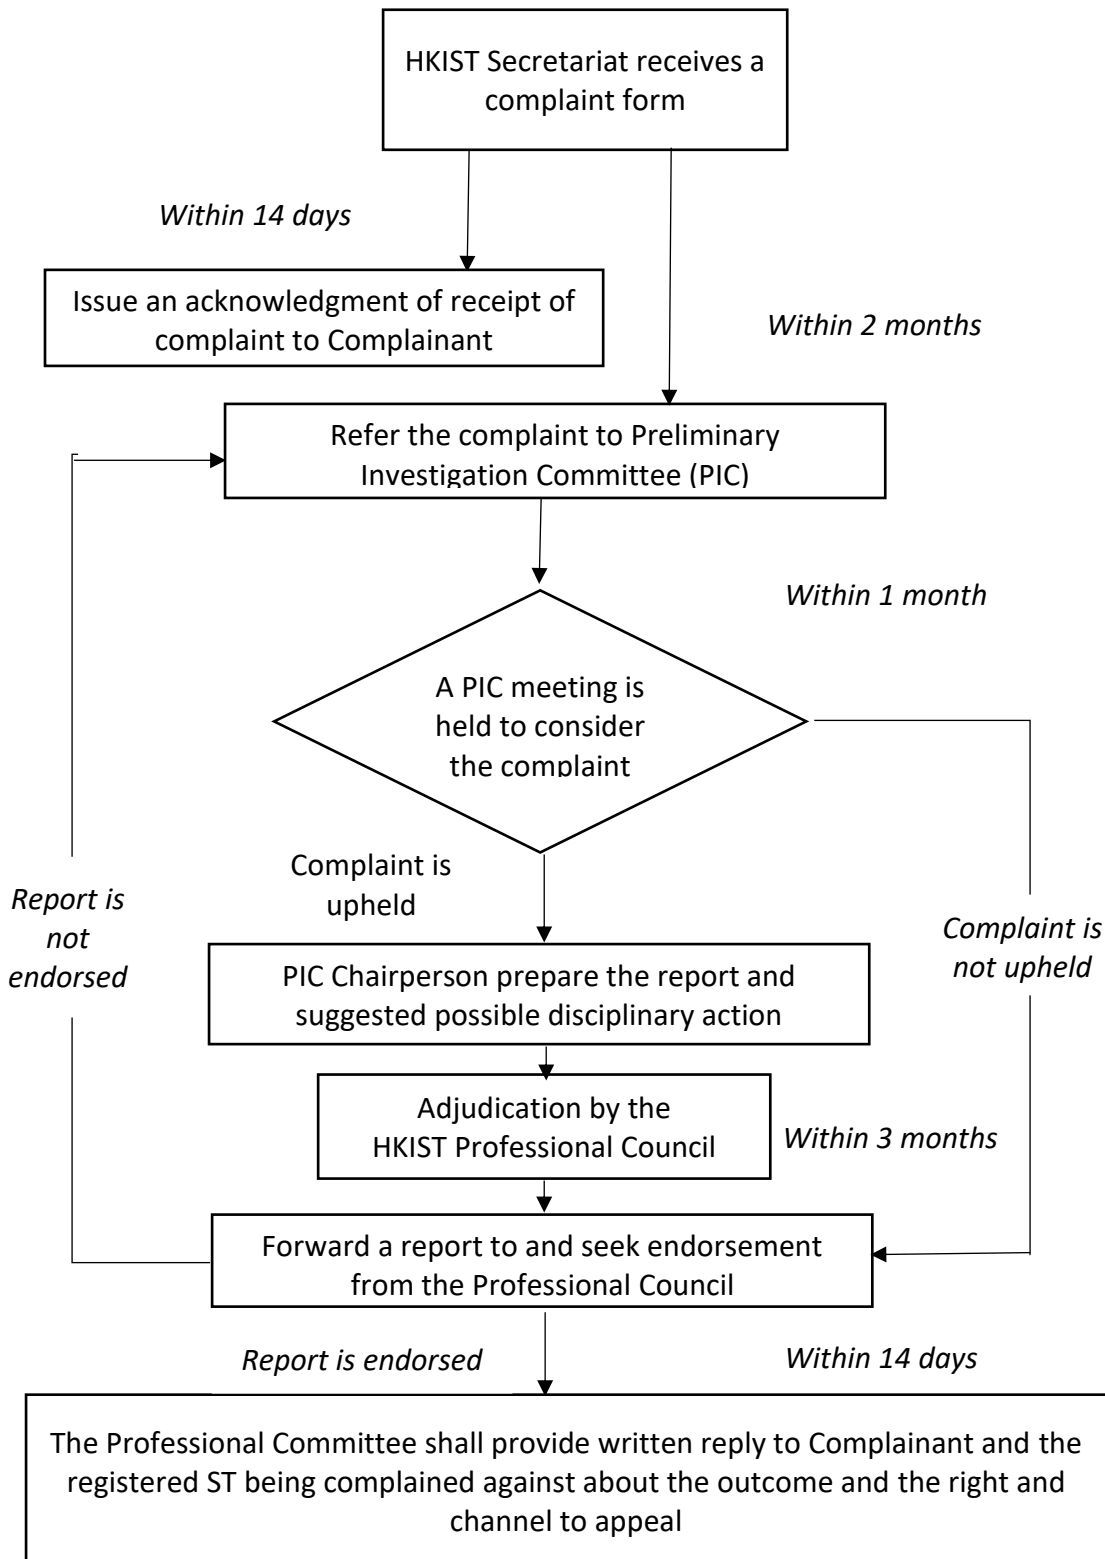 HKIST Secretariat receives a
complaint form
Within 14 days
Issue an acknowledgment of receipt of
complaint to Complainant
Within 2 months
Refer the complaint to Preliminary
Investigation Committee (PIC)
Within 1 month
A PIC meeting is
held to consider
the complaint
Complaint is
upheld
Report is
not
endorsed
Complaint is
not upheld
PIC Chairperson prepare the report and
suggested possible disciplinary action
Adjudication by the
HKIST Professional Council
Within 3 months
Forward a report to and seek endorsement
from the Professional Council
Report is endorsed
Within 14 days
The Professional Committee shall provide written reply to Complainant and the
registered ST being complained against about the outcome and the right and
channel to appeal